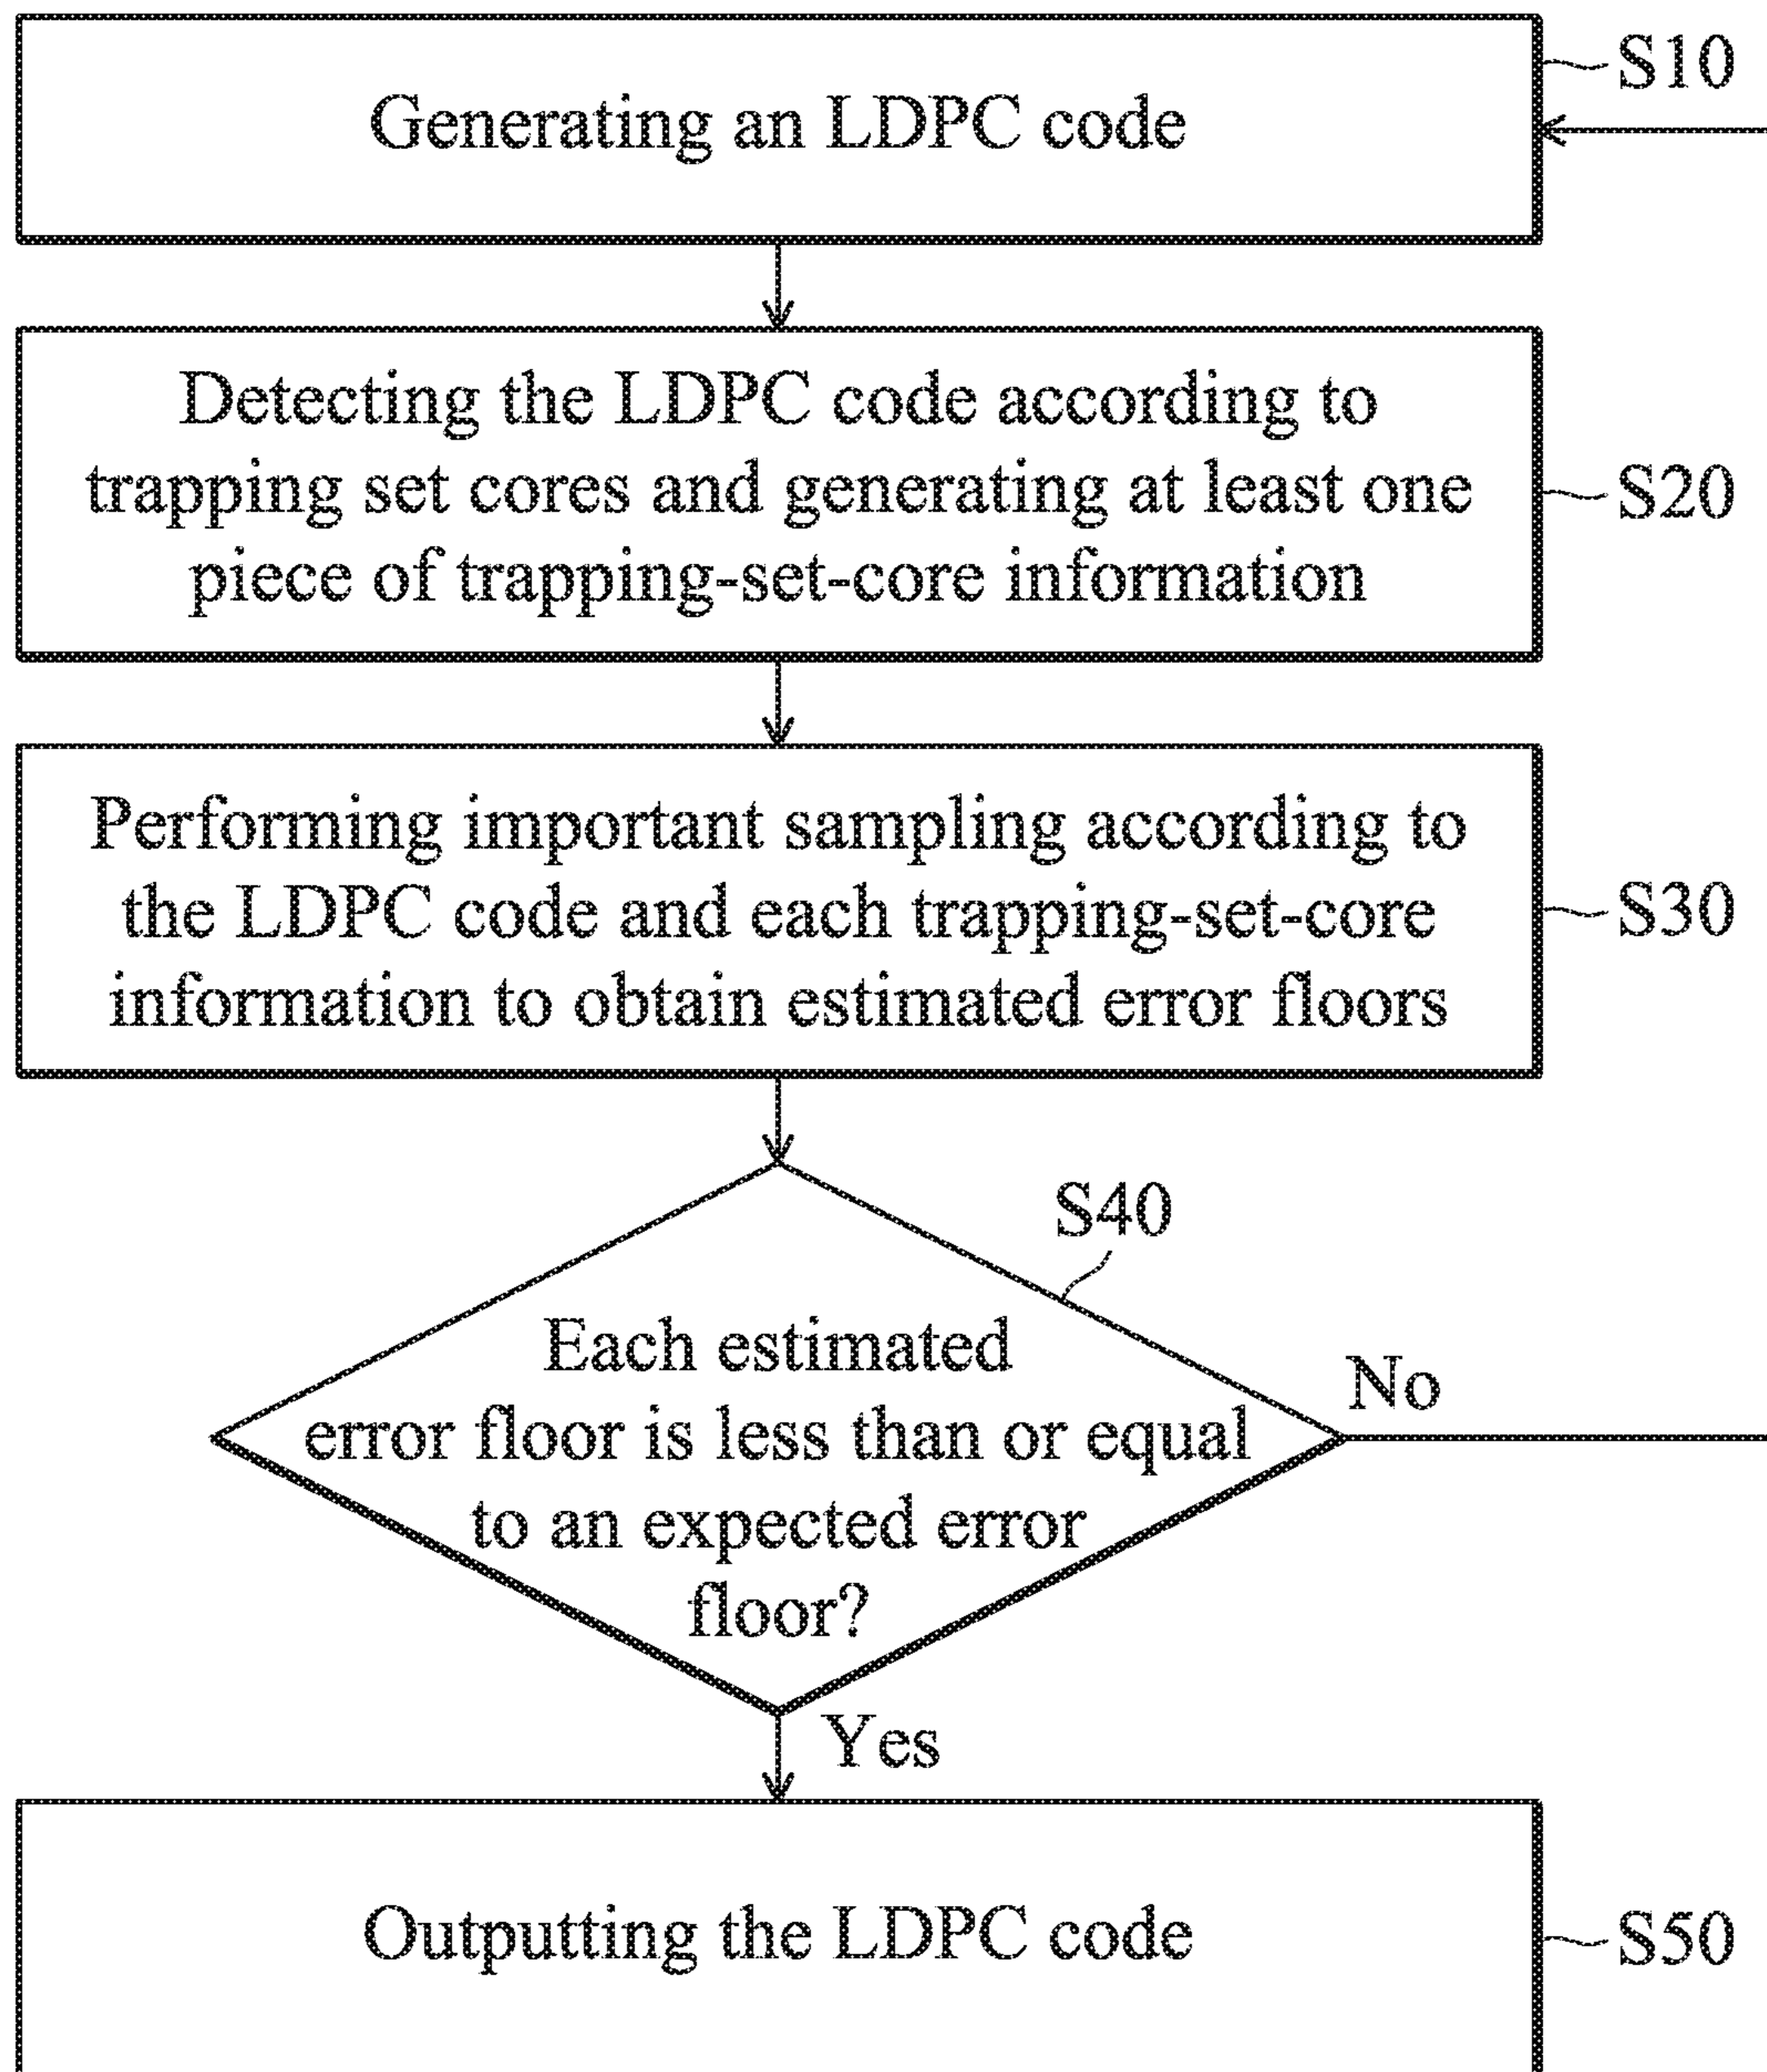 Generating an LDPC code
S10
Detecting the LDPC code according to
trapping set cores and generating at least one
piece of trapping-set-core information
S20
Performing important sampling according to
the LDPC code and each trapping-set-core
information to obtain estimated error floors
S30
S40
Each estimated
error floor is less than or equal
to an expected error
floor?
No
Yes
Outputting the LDPC code
S50